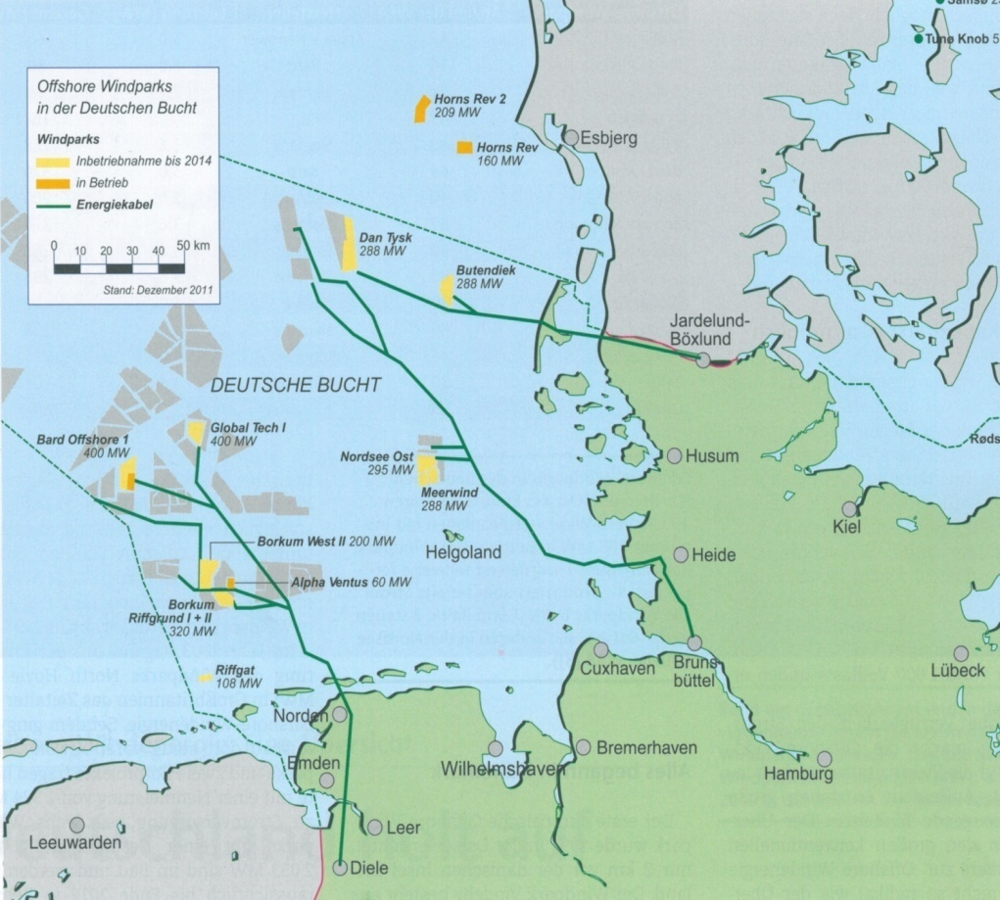 Offshore Windparks
in der Deutschen Bucht
Windparks
Inbetriebnahme bis 2014
in Betrieb
Energiekabel
0 10 20 30 40 50 km
Stand: Dezember 2011
Samsø
Tunø Knob 5
Horns Rev 2
209 MW
Horns Rev
160 MW
Esbjerg
Dan Tysk
288 MW
Butendiek
288 MW
Jardelund-
Böxlund
DEUTSCHE BUCHT
Global Tech I
400 MW
Bard Offshore 1
400 MW
Nordsee Ost
295 MW
Meerwind
288 MW
Husum
Kiel
Helgoland
Heide
Borkum West II 200 MW
Alpha Ventus 60 MW
Borkum
Riffgrund I + II
320 MW
Riffgat
108 MW
Cuxhaven
Bruns-
büttel
Lübeck
Norden
Emden
Wilhelmshaven
Bremerhaven
Hamburg
Leeuwarden
Leer
Diele